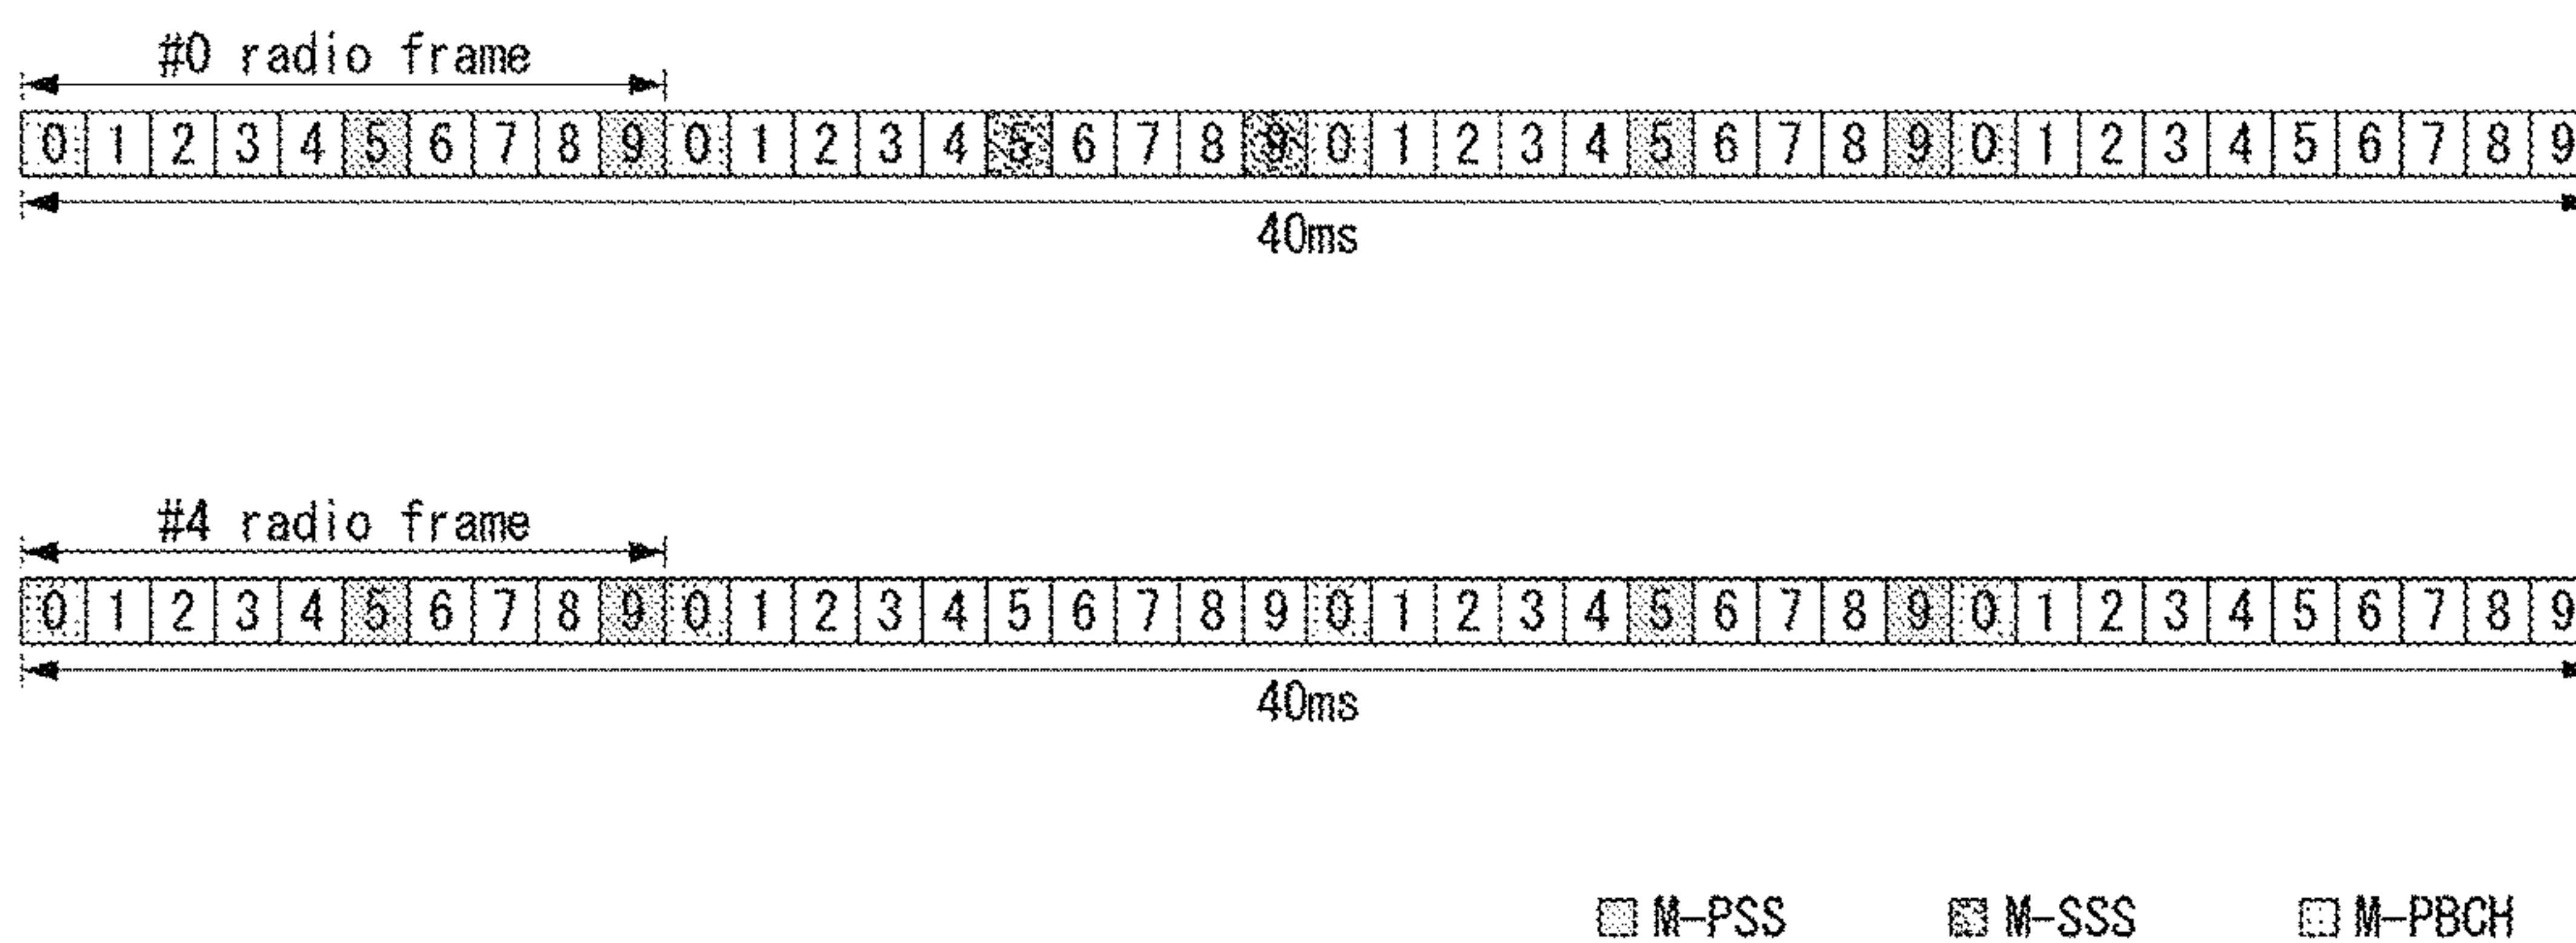 #0 radio frame
0 1 2 3 4 5 6 7 8 9 0 1 2 3 4 5 6 7 8 9 0 1 2 3 4 5 6 7 8 9 0 1 2 3 4 5 6 7 8 9
40ms
#4 radio frame
0 1 2 3 4 5 6 7 8 9 0 1 2 3 4 5 6 7 8 9 0 1 2 3 4 5 6 7 8 9 0 1 2 3 4 5 6 7 8 9
40ms
M-PSS M-SSS M-PBCH